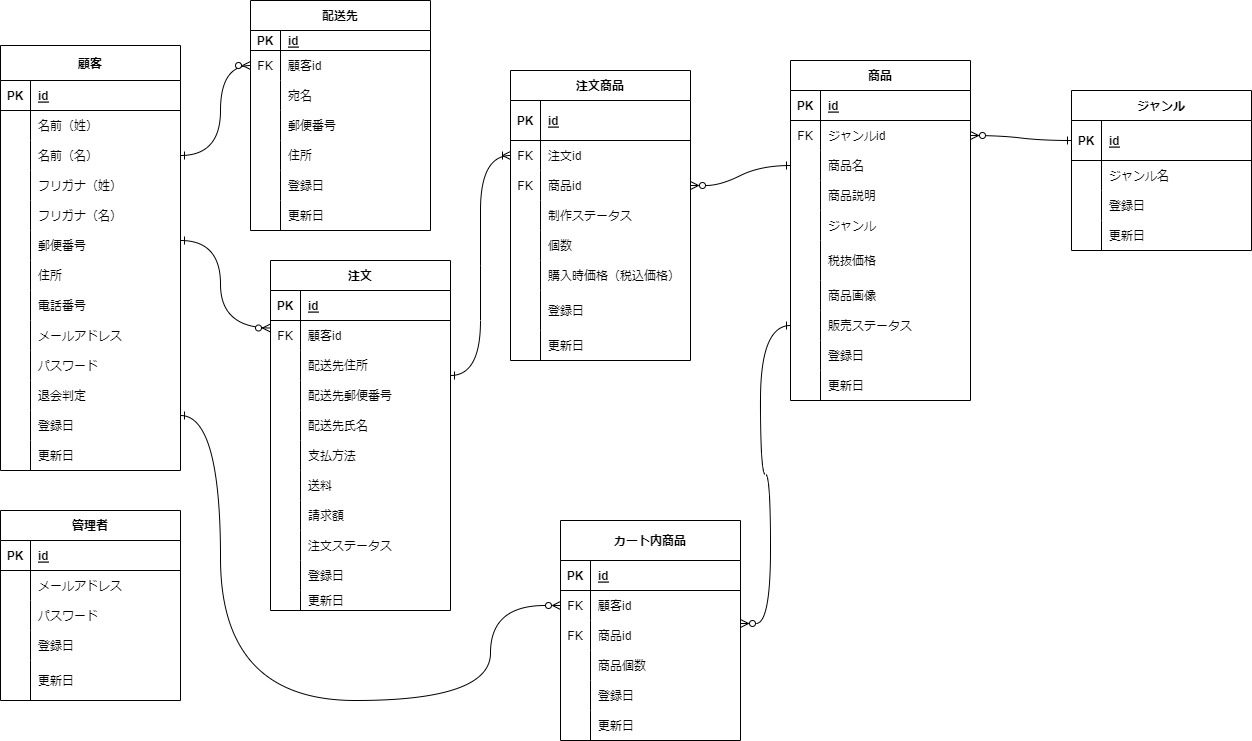 顧客
PK id
名前（姓）
名前（名）
フリガナ（姓）
フリガナ（名）
郵便番号
住所
電話番号
メールアドレス
パスワード
退会判定
登録日
更新日
管理者
PK id
メールアドレス
パスワード
登録日
更新日
配送先
PK id
FK 顧客id
宛名
郵便番号
住所
登録日
更新日
注文
PK id
FK 顧客id
配送先住所
配送先郵便番号
配送先氏名
支払方法
送料
請求額
注文ステータス
登録日
更新日
注文商品
PK id
FK 注文id
FK 商品id
制作ステータス
個数
購入時価格（税込価格）
登録日
更新日
カート内商品
PK id
FK 顧客id
FK 商品id
商品個数
登録日
更新日
商品
PK id
FK ジャンルid
商品名
商品説明
ジャンル
税抜価格
商品画像
販売ステータス
登録日
更新日
ジャンル
PK id
ジャンル名
登録日
更新日